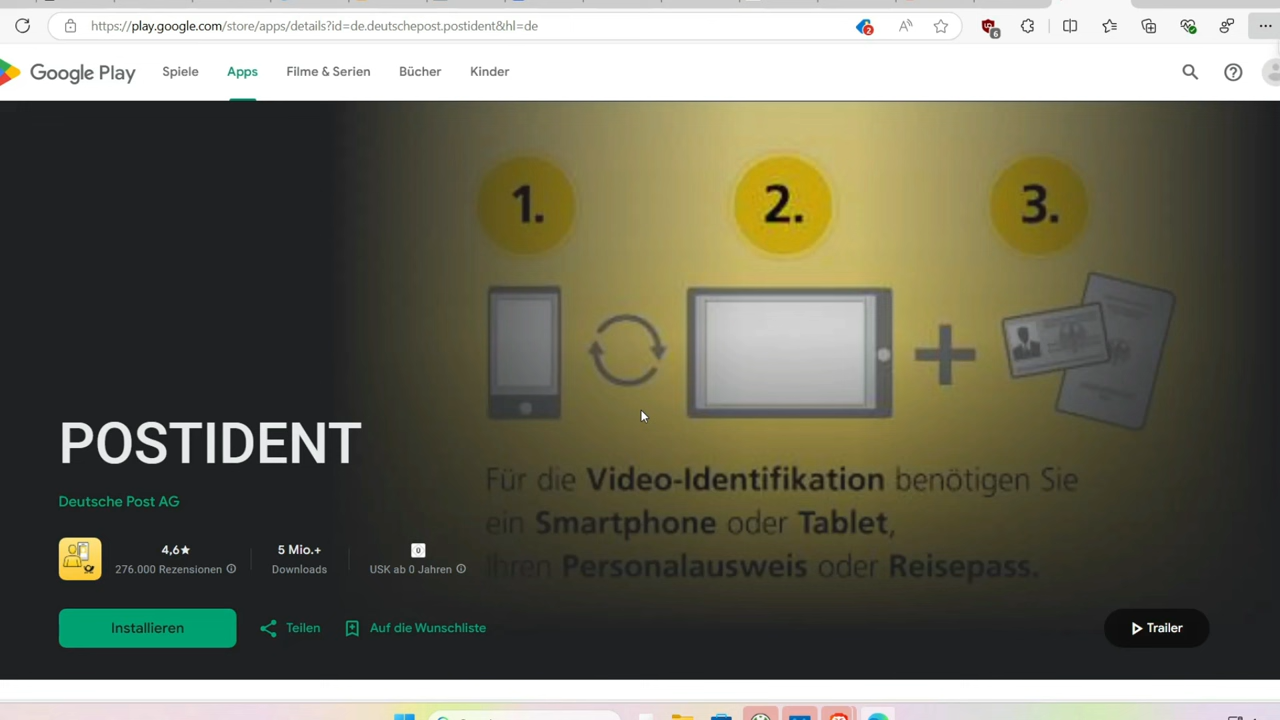 https://play.google.com/store/apps/details?id=de.deutschepost.postident&hl=de
2
6
Google Play
Spiele
Apps
Filme & Serien
Bücher
Kinder
1.
2.
3.
POSTIDENT
Für die Video-Identifikation benötigen Sie
ein Smartphone oder Tablet,
Ihren Personalausweis oder Reisepass.
Deutsche Post AG
4,6★
276.000 Rezensionen
5 Mio.+
Downloads
0
USK ab 0 Jahren
Installieren
Teilen
Auf die Wunschliste
Trailer